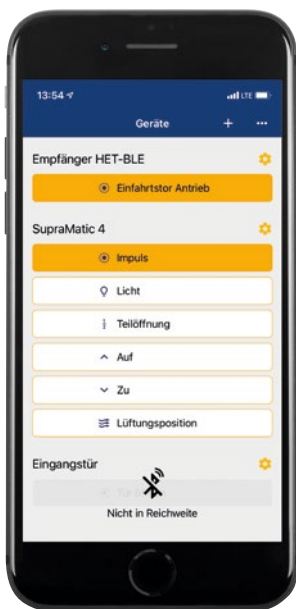 13:54
LTE
Geräte
Empfänger HET-BLE
Einfahrtstor Antrieb
SupraMatic 4
Impuls
Licht
Teilöffnung
Auf
Zu
Lüftungsposition
Eingangstür
Nicht in Reichweite